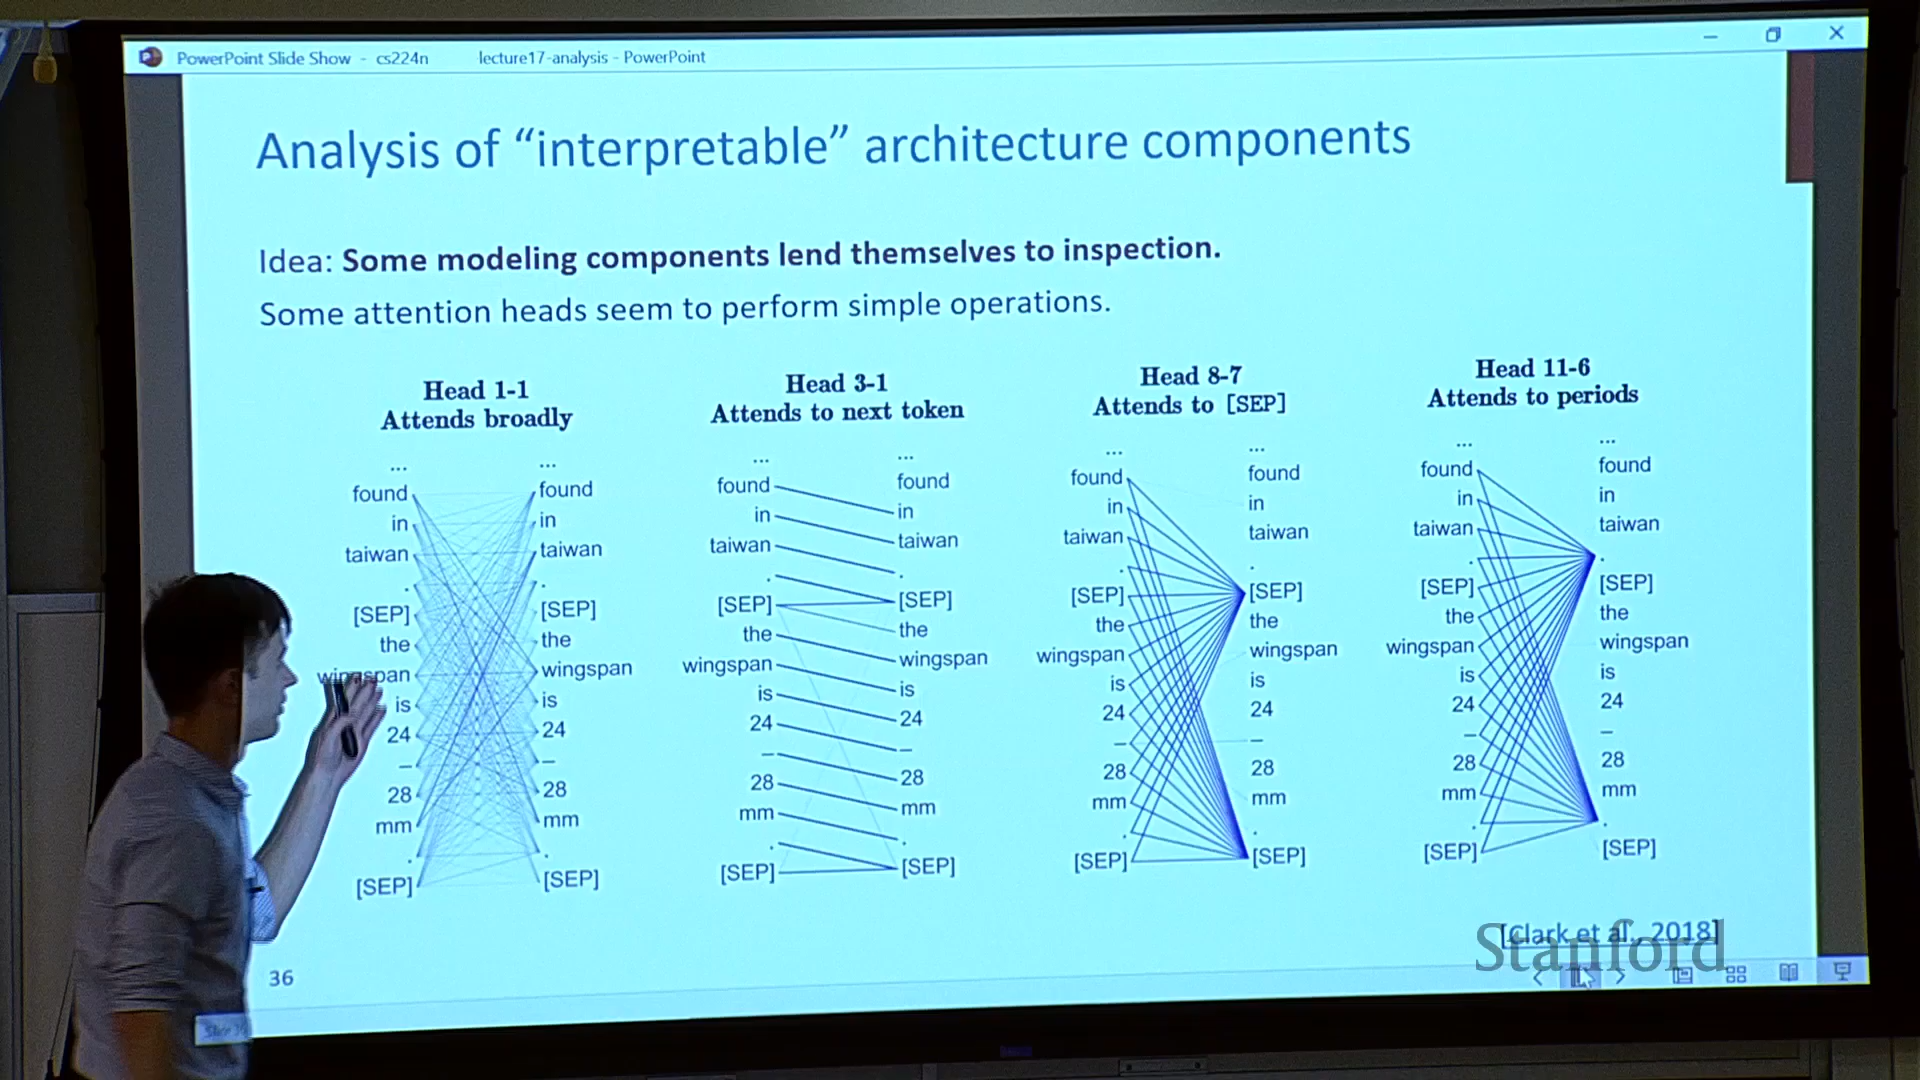 PowerPoint Slide Show - cs224n lecture17-analysis - PowerPoint
Analysis of “interpretable” architecture components
Idea: Some modeling components lend themselves to inspection.
Some attention heads seem to perform simple operations.
Head 1-1
Attends broadly
...
...
found
found
in
in
taiwan
taiwan
.
.
[SEP]
[SEP]
the
the
wingspan
wingspan
is
is
24
24
–
–
28
28
mm
mm
.
.
[SEP]
[SEP]
Head 3-1
Attends to next token
...
...
found
found
in
in
taiwan
taiwan
.
.
[SEP]
[SEP]
the
the
wingspan
wingspan
is
is
24
24
–
–
28
28
mm
mm
.
.
[SEP]
[SEP]
Head 8-7
Attends to [SEP]
...
...
found
found
in
in
taiwan
taiwan
.
.
[SEP]
[SEP]
the
the
wingspan
wingspan
is
is
24
24
–
–
28
28
mm
mm
.
.
[SEP]
[SEP]
Head 11-6
Attends to periods
...
...
found
found
in
in
taiwan
taiwan
.
.
[SEP]
[SEP]
the
the
wingspan
wingspan
is
is
24
24
–
–
28
28
mm
mm
.
.
[SEP]
[SEP]
[Clark et al., 2018]
Stanford
36